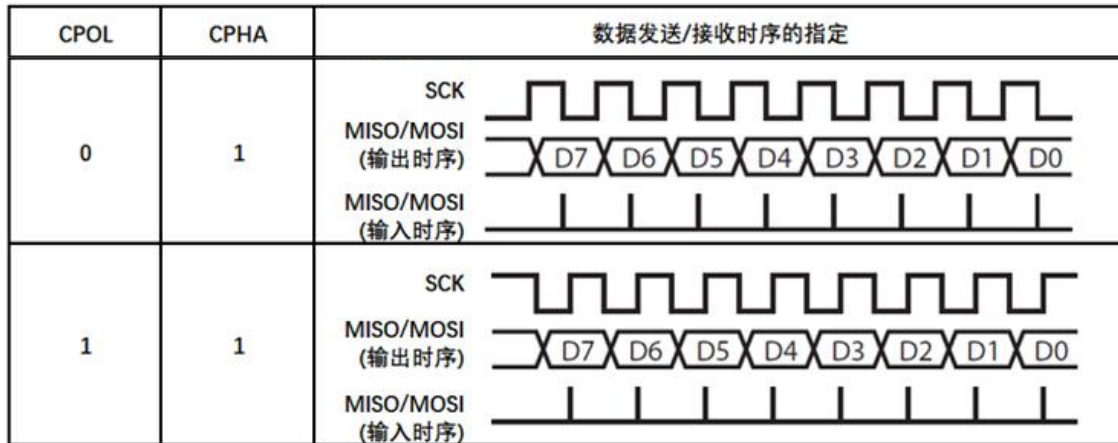 CPOL CPHA 数据发送/接收时序的指定
0 1
SCK
MISO/MOSI
(输出时序)
D7 D6 D5 D4 D3 D2 D1 D0
MISO/MOSI
(输入时序)
1 1
SCK
MISO/MOSI
(输出时序)
D7 D6 D5 D4 D3 D2 D1 D0
MISO/MOSI
(输入时序)